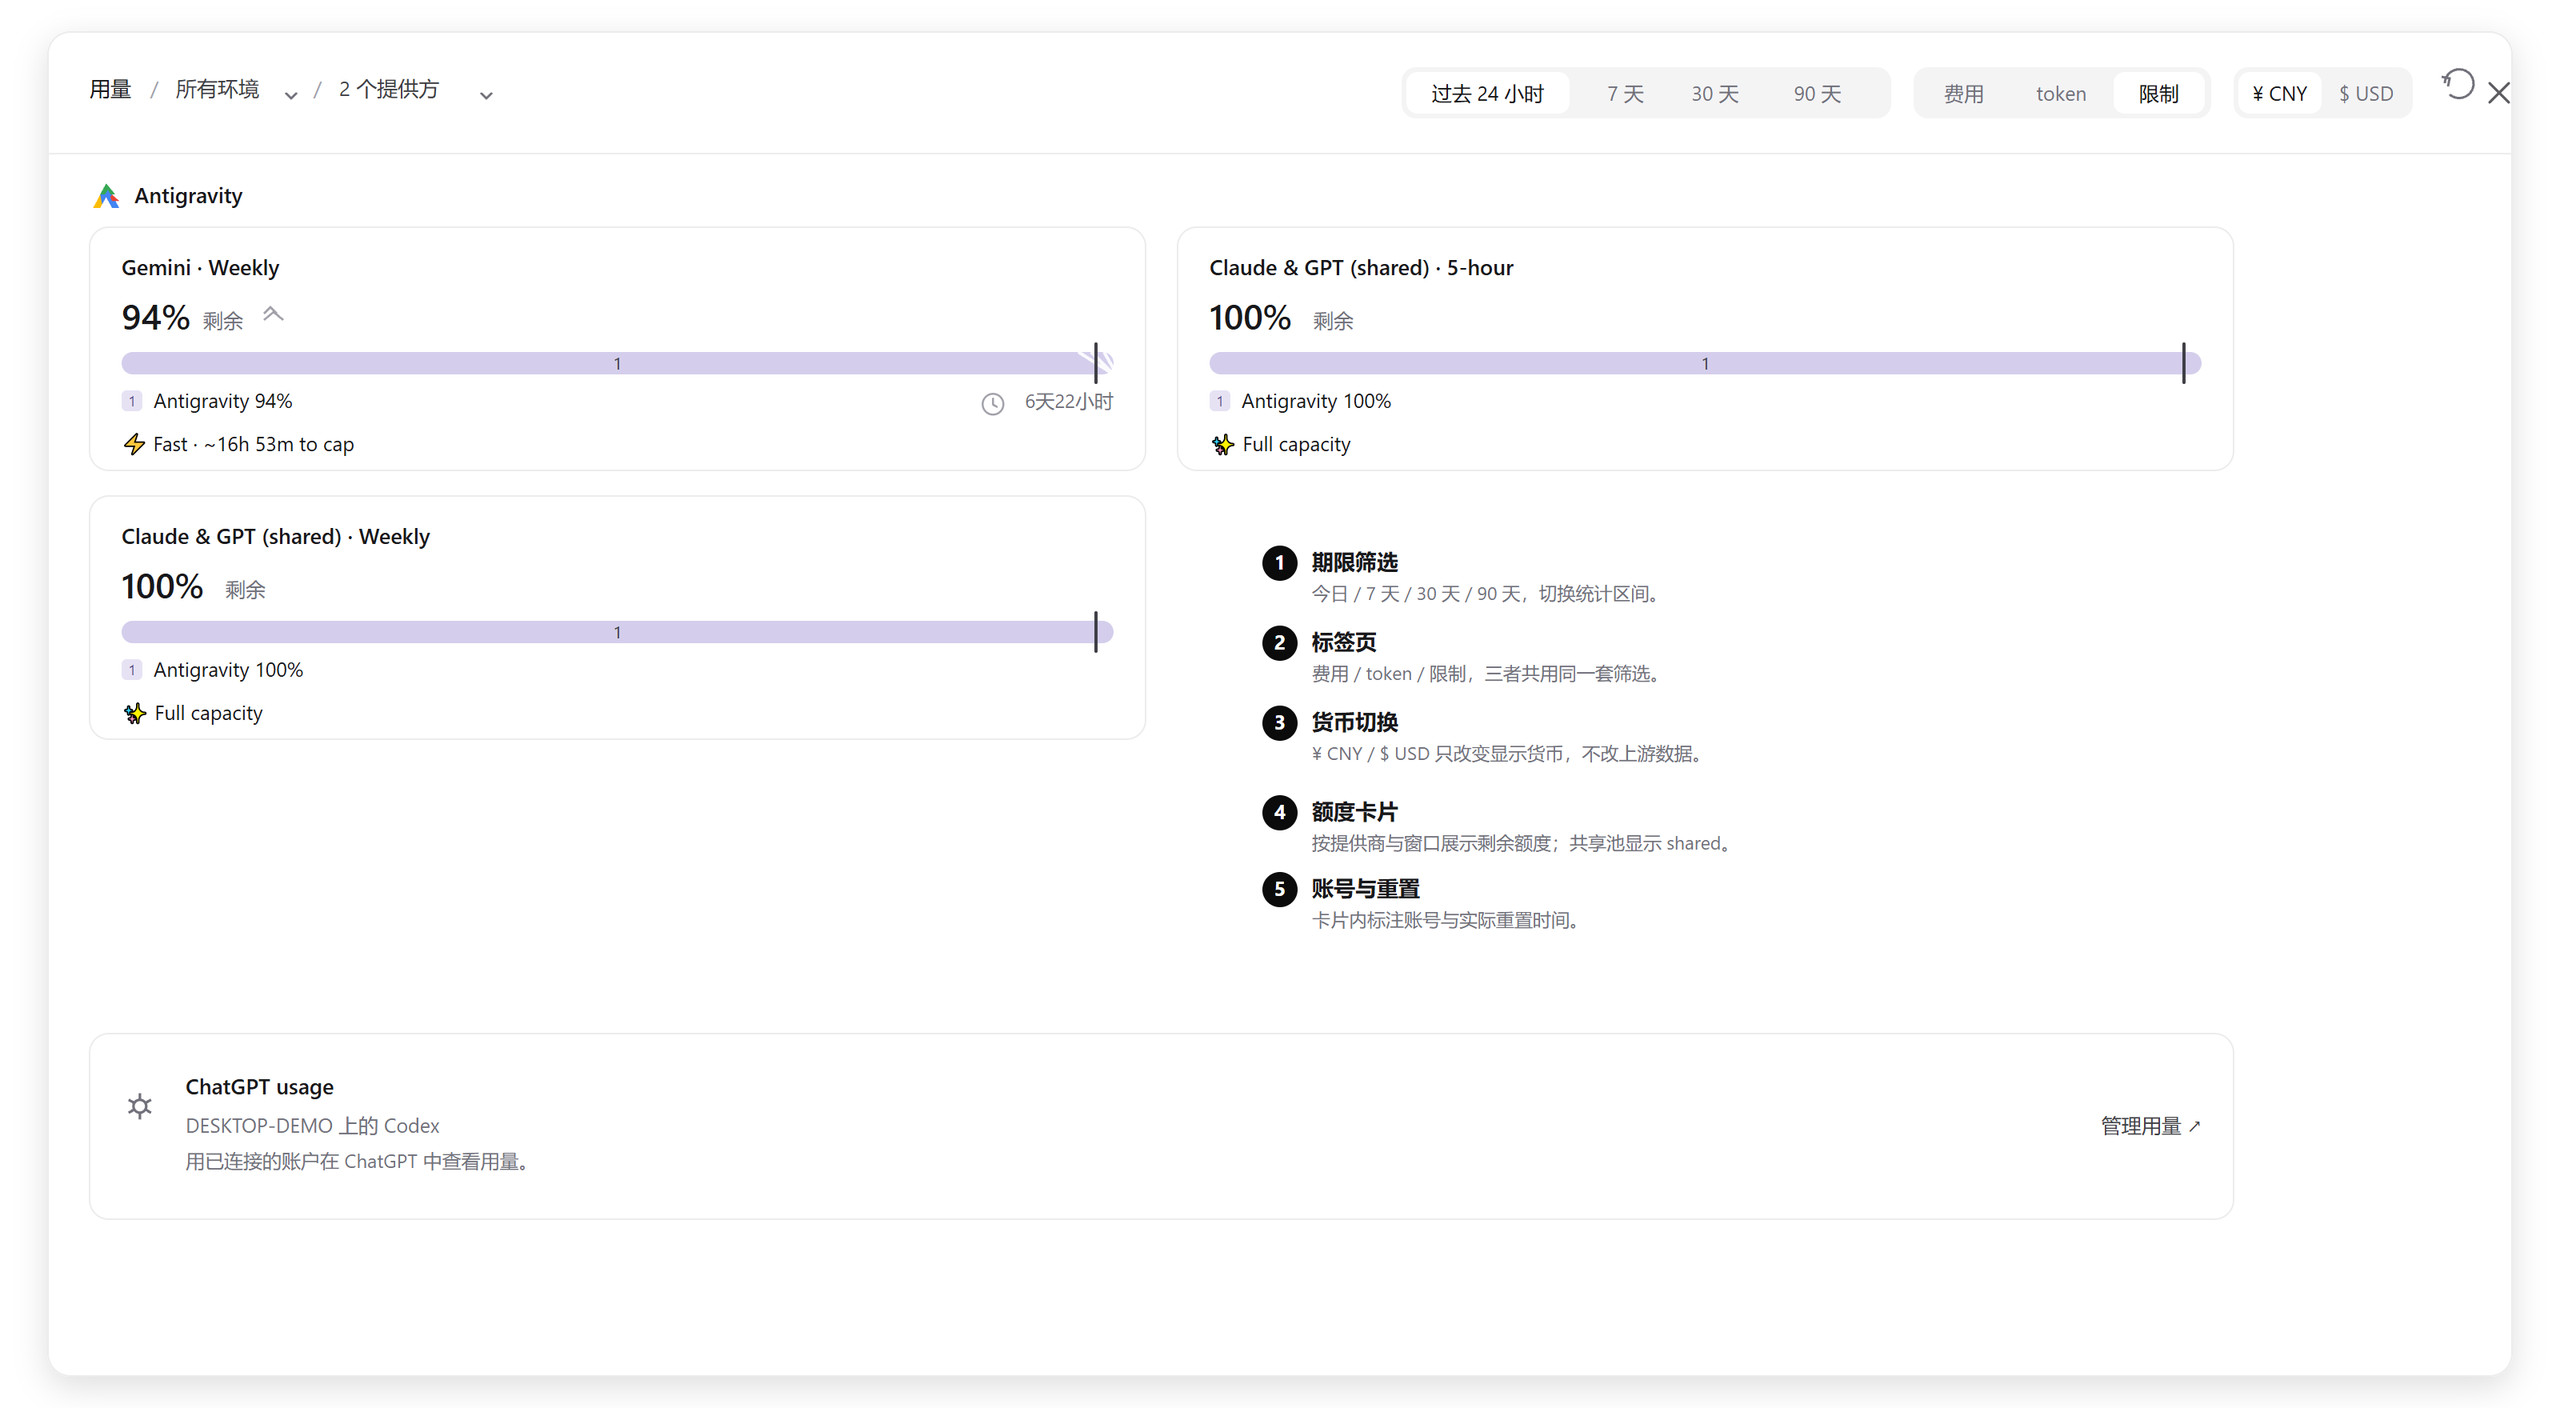 用量 / 所有环境 / 2 个提供方
过去 24 小时 7 天 30 天 90 天 费用 token 限制 ¥ CNY $ USD
Antigravity
Gemini · Weekly
94% 剩余
1
1 Antigravity 94% 6天22小时
Fast · ~16h 53m to cap
Claude & GPT (shared) · 5-hour
100% 剩余
1
1 Antigravity 100%
Full capacity
Claude & GPT (shared) · Weekly
100% 剩余
1
1 Antigravity 100%
Full capacity
1 期限筛选
今日 / 7 天 / 30 天 / 90 天，切换统计区间。
2 标签页
费用 / token / 限制，三者共用同一套筛选。
3 货币切换
¥ CNY / $ USD 只改变显示货币，不改上游数据。
4 额度卡片
按提供商与窗口展示剩余额度；共享池显示 shared。
5 账号与重置
卡片内标注账号与实际重置时间。
ChatGPT usage
DESKTOP-DEMO 上的 Codex
用已连接的账户在 ChatGPT 中查看用量。
管理用量 ↗